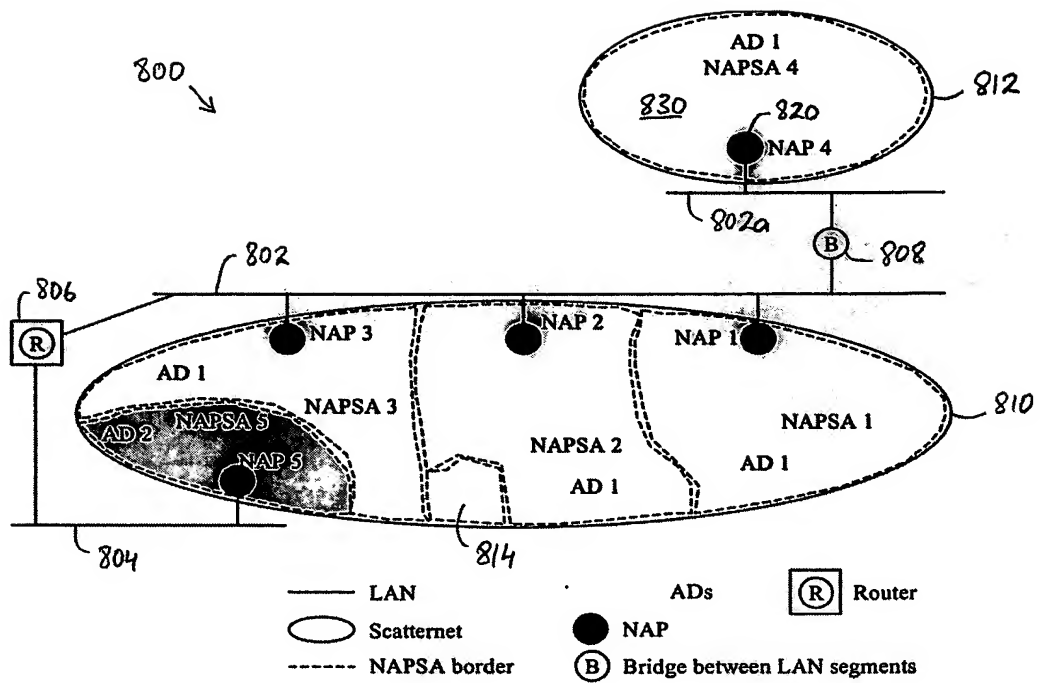 800
AD 1
NAPSA 4
830
820
NAP 4
812
802a
B
808
802
806
R
NAP 3
NAP 2
NAP 1
AD 1
NAPSA 3
NAPSA 5
AD 2
NAP 5
NAPSA 2
AD 1
NAPSA 1
AD 1
810
804
814
LAN
ADs
R Router
Scatternet
NAP
NAPSA border
B Bridge between LAN segments